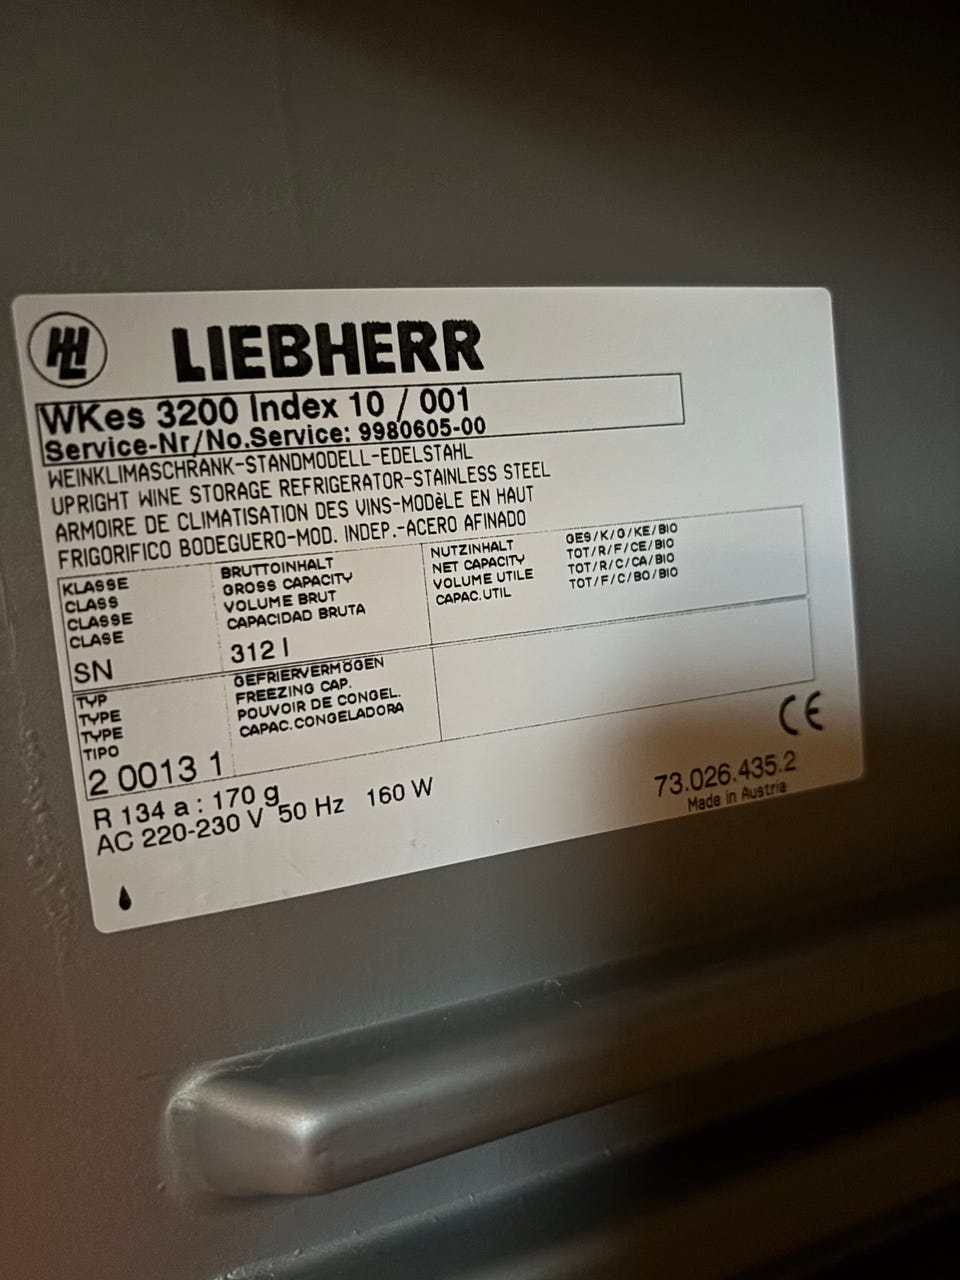 LIEBHERR
WKes 3200 Index 10 / 001
Service-Nr/No.Service: 9980605-00
WEINKLIMASCHRANK-STANDMODELL-EDELSTAHL
UPRIGHT WINE STORAGE REFRIGERATOR-STAINLESS STEEL
ARMOIRE DE CLIMATISATION DES VINS-MODèLE EN HAUT
FRIGORIFICO BODEGUERO-MOD. INDEP.-ACERO AFINADO
KLASSE
CLASS
CLASSE
CLASE
SN
BRUTTOINHALT
GROSS CAPACITY
VOLUME BRUT
CAPACIDAD BRUTA
312 l
NUTZINHALT
NET CAPACITY
VOLUME UTILE
CAPAC.UTIL
GES/K/G/KE/BIO
TOT/R/F/CE/BIO
TOT/R/C/CA/BIO
TOT/F/C/BO/BIO
TYP
TYPE
TYPE
TIPO
2 0013 1
GEFRIERVERMÖGEN
FREEZING CAP.
POUVOIR DE CONGEL.
CAPAC.CONGELADORA
R 134 a : 170 g
AC 220-230 V 50 Hz 160 W
CE
73.026.435.2
Made in Austria